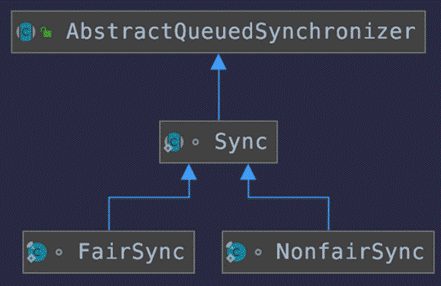 AbstractQueuedSynchronizer
Sync
FairSync
NonfairSync